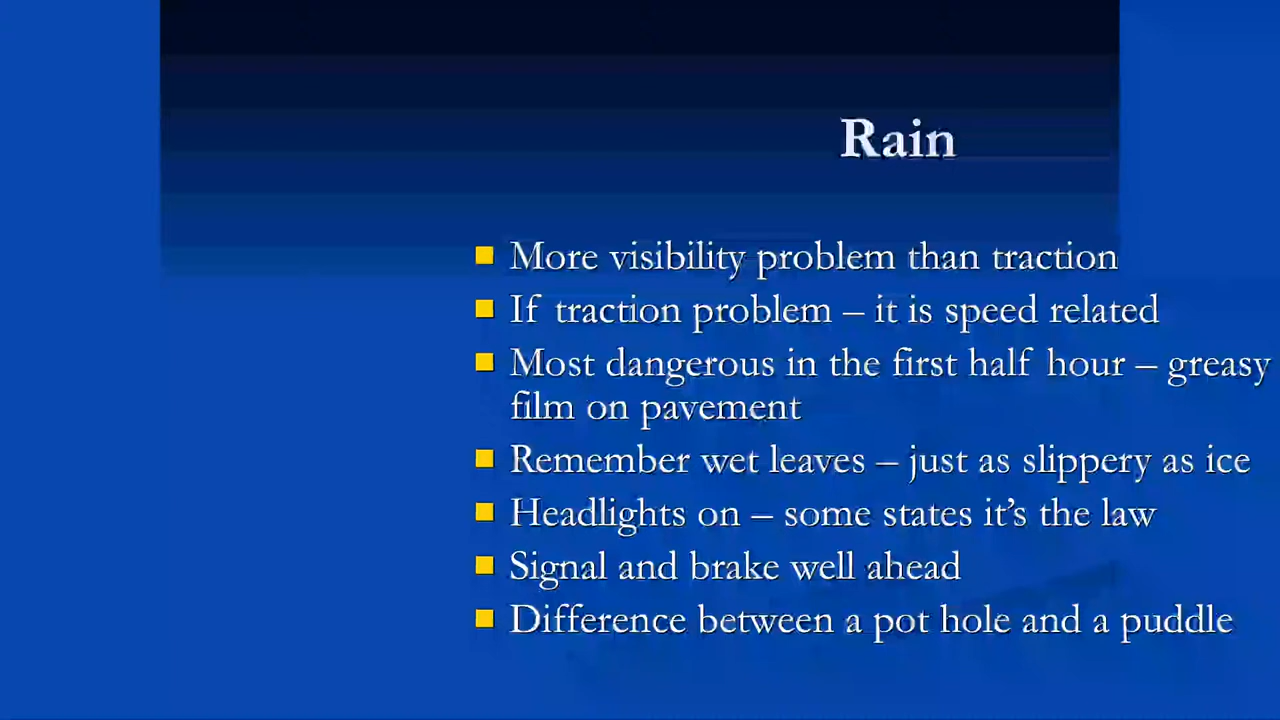 Rain
More visibility problem than traction
If traction problem – it is speed related
Most dangerous in the first half hour – greasy
film on pavement
Remember wet leaves – just as slippery as ice
Headlights on – some states it’s the law
Signal and brake well ahead
Difference between a pot hole and a puddle